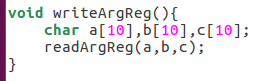 void writeArgReg(){
    char a[10],b[10],c[10];
    readArgReg(a,b,c);
}